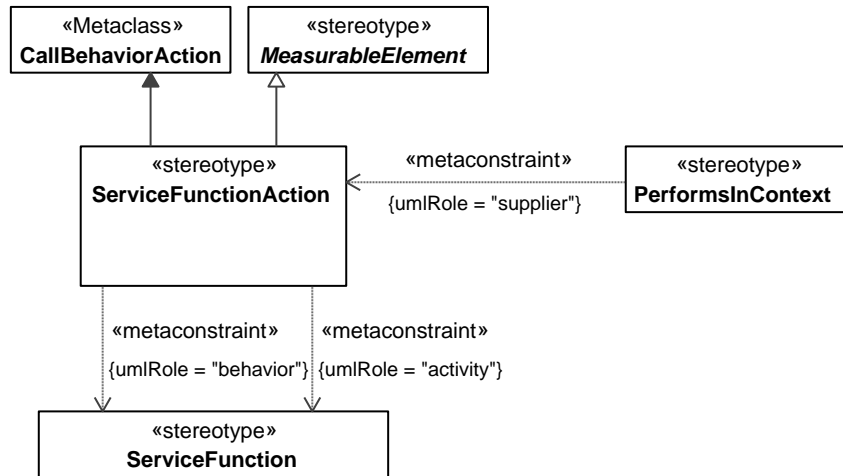 «Metaclass»
CallBehaviorAction
«stereotype»
MeasurableElement
«stereotype»
ServiceFunctionAction
«metaconstraint»
{umlRole = "supplier"}
«stereotype»
PerformsInContext
«metaconstraint»
{umlRole = "behavior"}
«metaconstraint»
{umlRole = "activity"}
«stereotype»
ServiceFunction